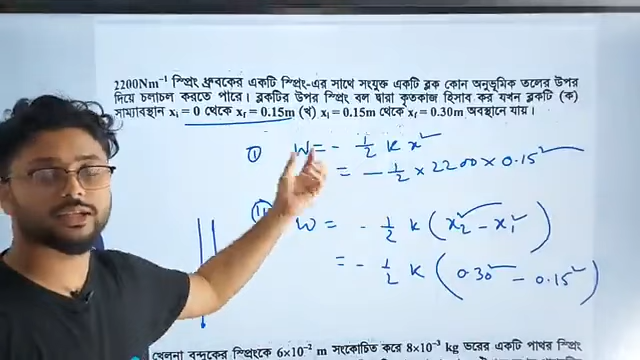 2200Nm⁻¹ স্প্রিং ধ্রুবকের একটি স্প্রিং-এর সাথে সংযুক্ত একটি ব্লক কোন অনুভূমিক তলের উপর
দিয়ে চলাচল করতে পারে। ব্লকটির উপর স্প্রিং বল দ্বারা কৃতকাজ হিসাব কর যখন ব্লকটি (ক)
সাম্যাবস্থান xᵢ = 0 থেকে x_f = 0.15m (খ) xᵢ = 0.15m থেকে x_f = 0.30m অবস্থানে যায়।
① W = - ½ k x²
= - ½ × 2200 × 0.15²
⑪ W = - ½ k (x₂² - x₁²)
= - ½ k (0.30² - 0.15²)
খেলনা বন্দুকের স্প্রিংকে 6×10⁻² m সংকোচিত করে 8×10⁻³ kg ভরের একটি পাথর স্প্রিং